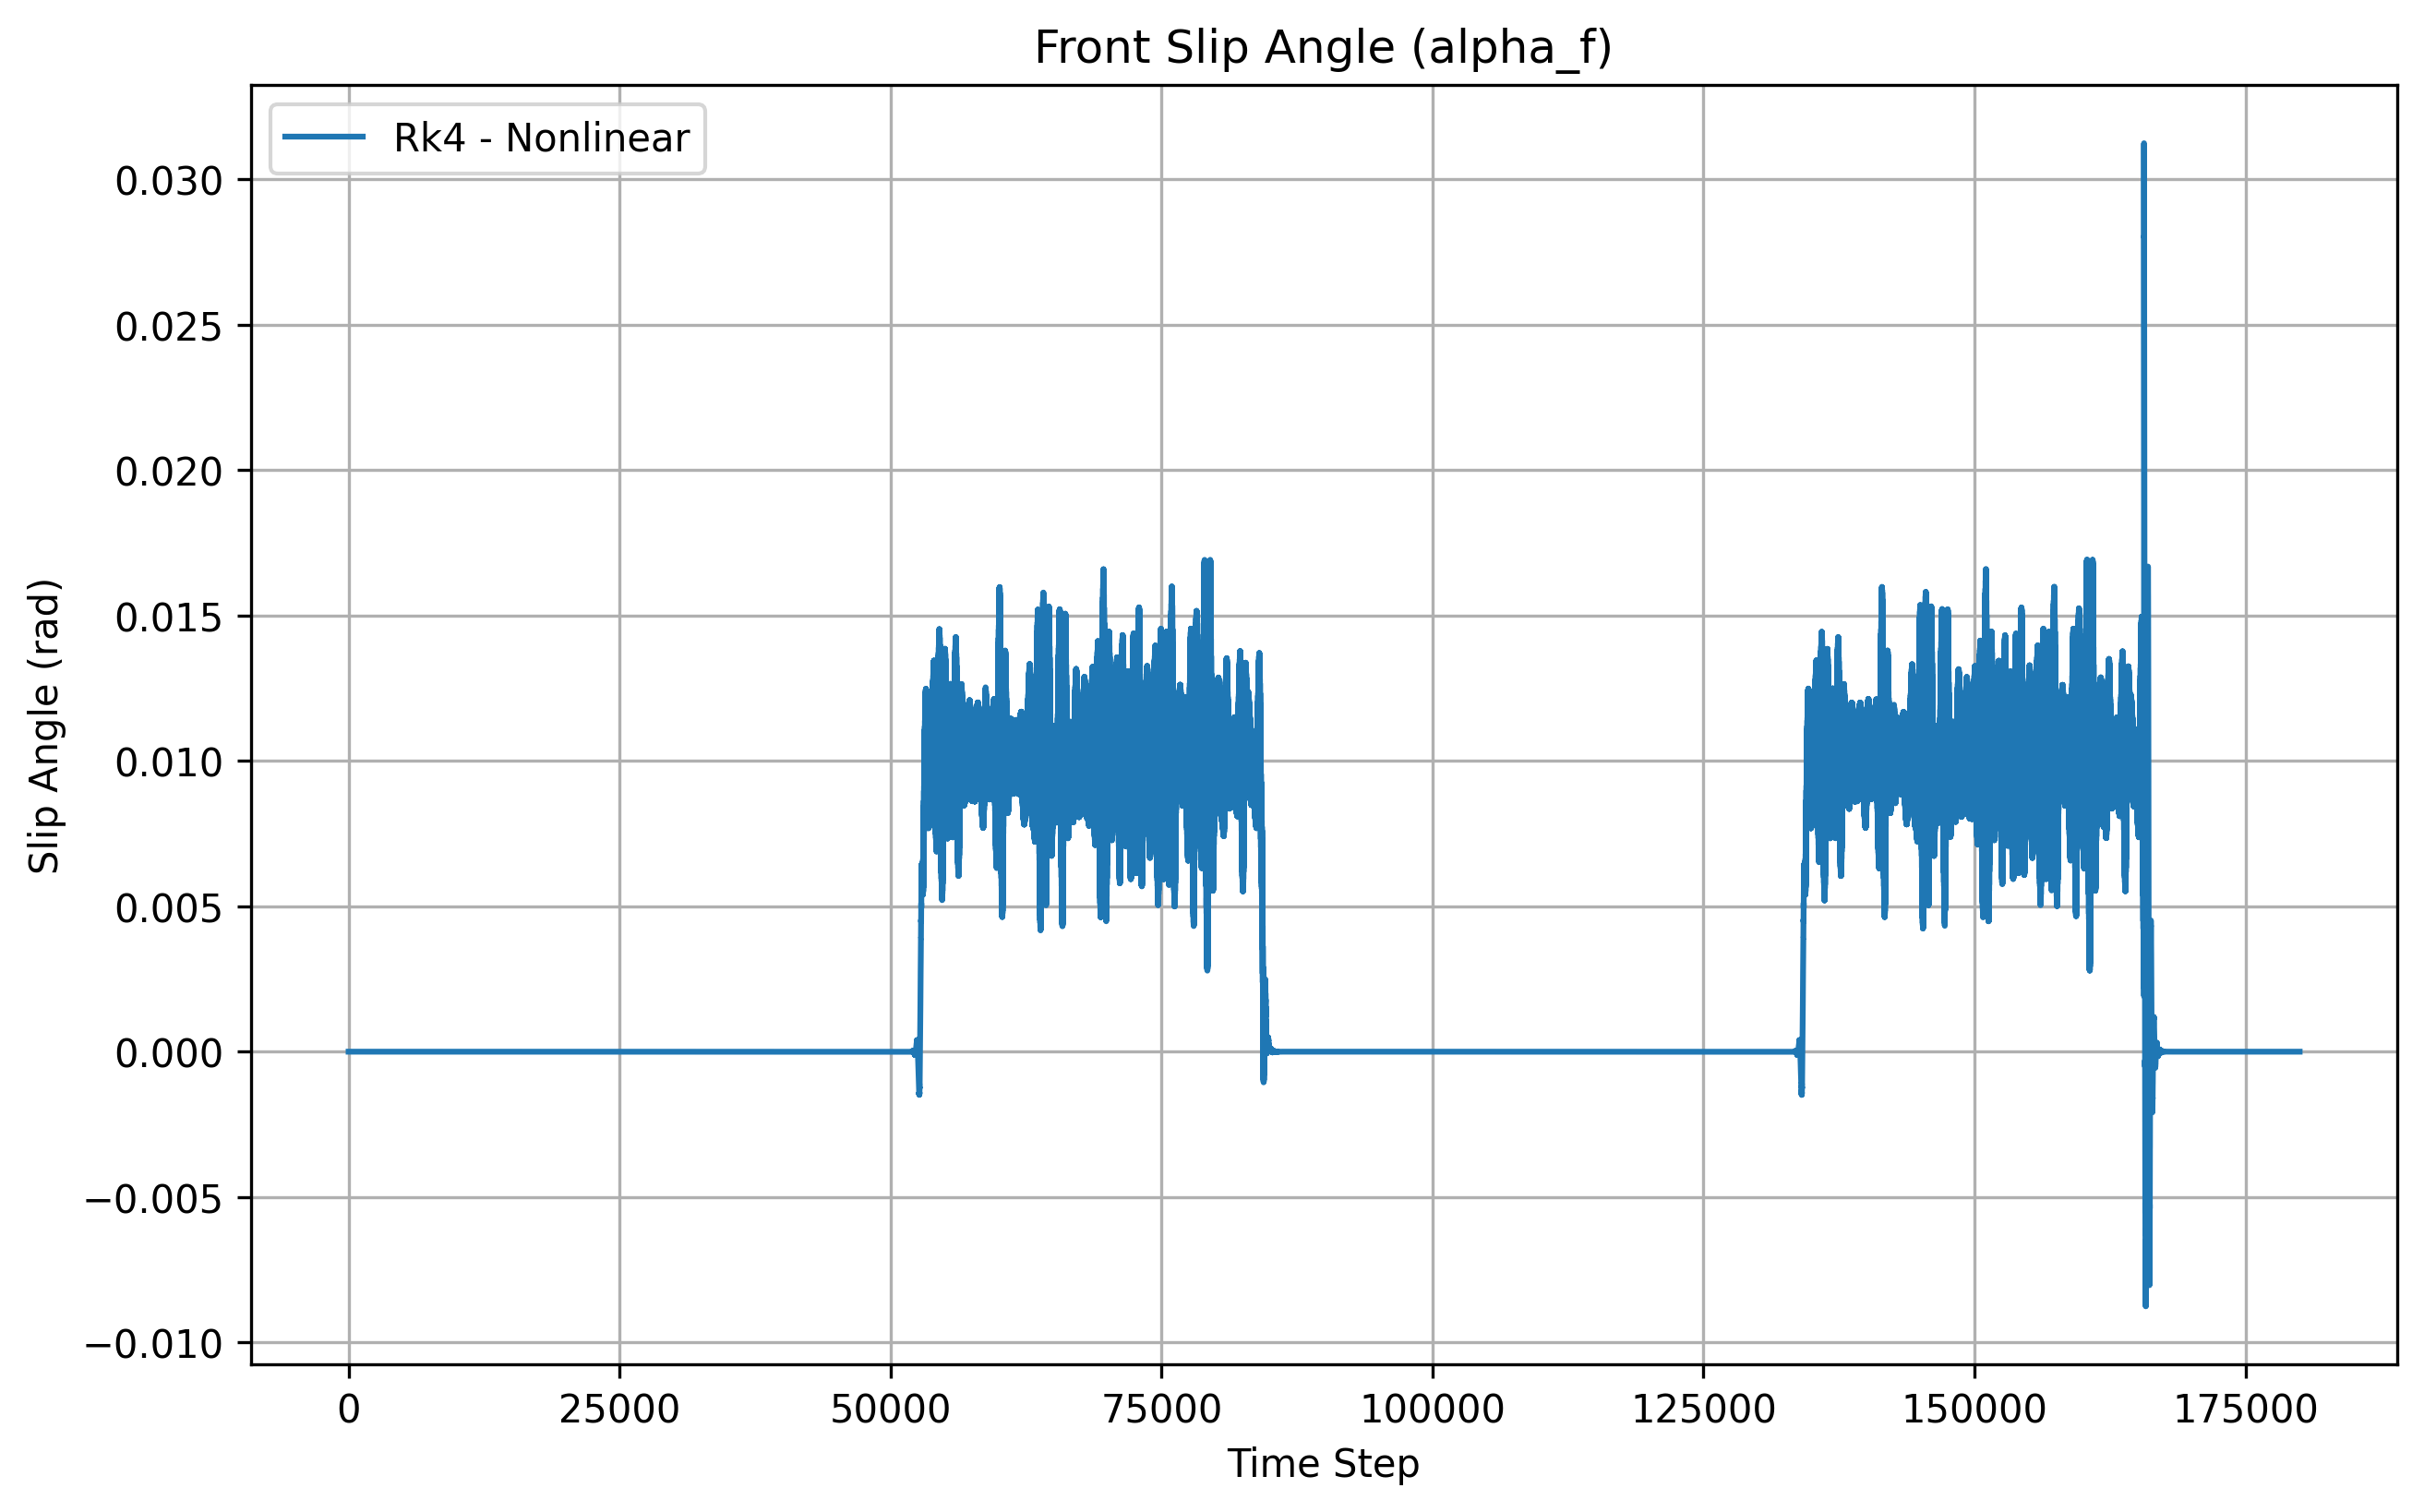 Front Slip Angle (alpha_f)
Rk4 - Nonlinear
Slip Angle (rad)
0.030
0.025
0.020
0.015
0.010
0.005
0.000
−0.005
−0.010
0 25000 50000 75000 100000 125000 150000 175000
Time Step